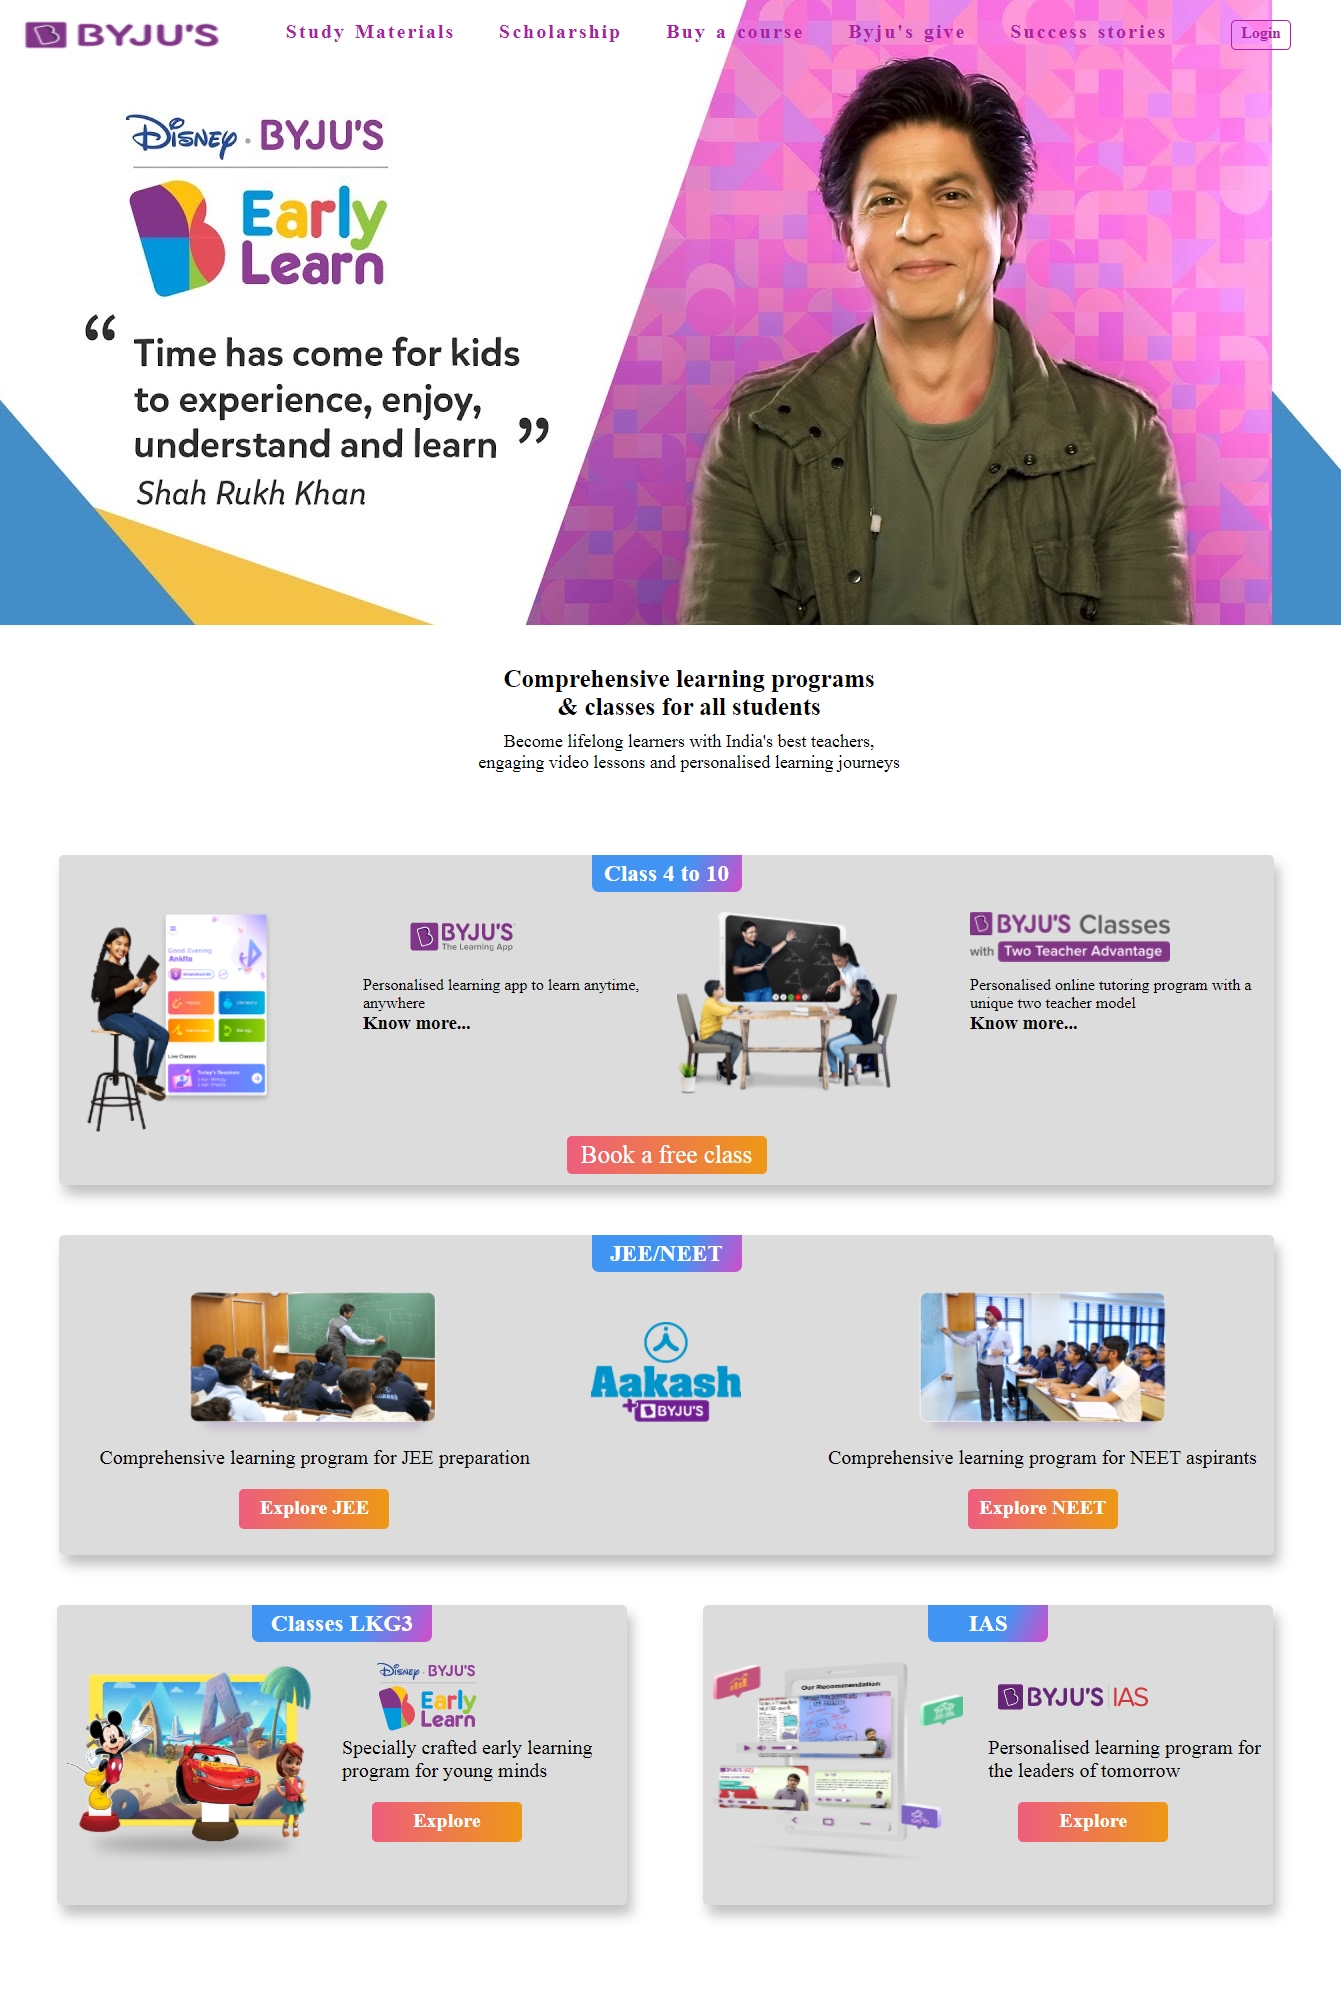 BYJU'S
Study Materials
Scholarship
Buy a course
Byju's give
Success stories
Login
Disney · BYJU'S
Early
Learn
“ Time has come for kids
to experience, enjoy,
understand and learn ”
Shah Rukh Khan
Comprehensive learning programs
& classes for all students
Become lifelong learners with India's best teachers,
engaging video lessons and personalised learning journeys
Class 4 to 10
Good Evening
Ankita
Live Classes
Today's Sessions
BYJU'S
The Learning App
Personalised learning app to learn anytime,
anywhere
Know more...
BYJU'S Classes
with Two Teacher Advantage
Personalised online tutoring program with a
unique two teacher model
Know more...
Book a free class
JEE/NEET
Aakash
+ BYJU'S
Comprehensive learning program for JEE preparation
Explore JEE
Comprehensive learning program for NEET aspirants
Explore NEET
Classes LKG3
Disney · BYJU'S
Early
Learn
Specially crafted early learning
program for young minds
Explore
IAS
Our Recommendation
BYJU'S IAS
Personalised learning program for
the leaders of tomorrow
Explore